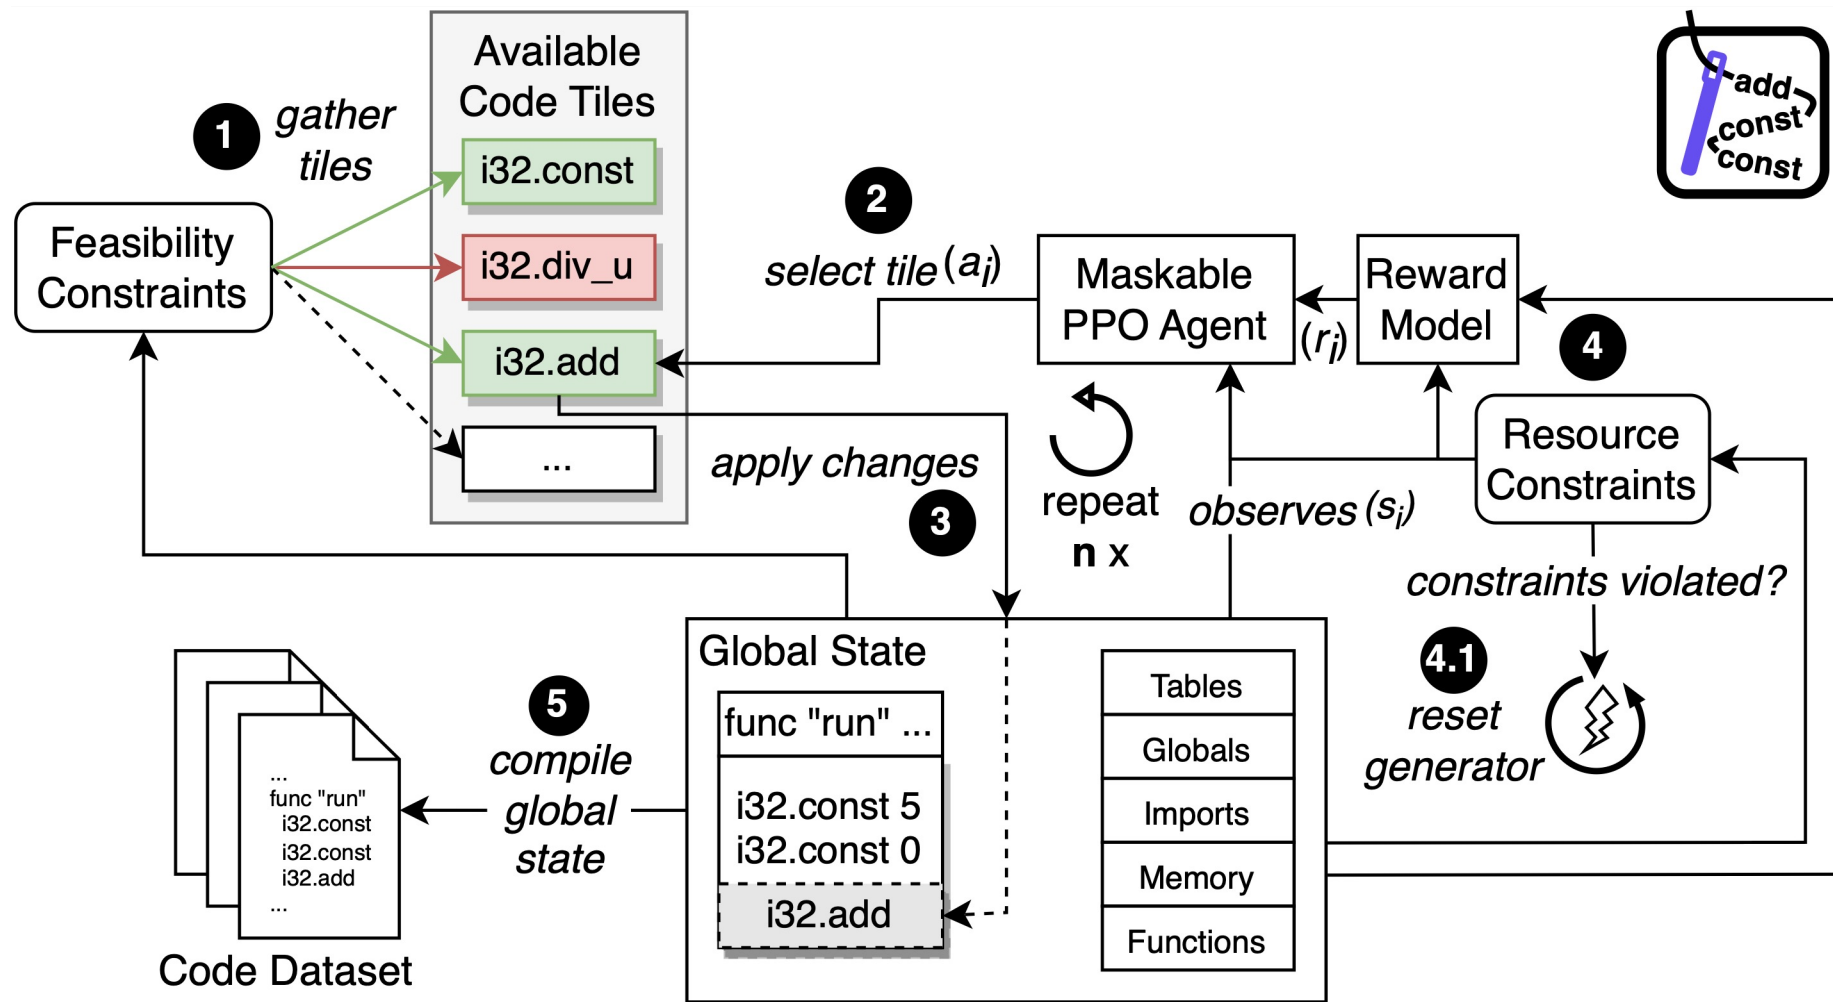 1
gather
tiles
Available
Code Tiles
i32.const
i32.div_u
i32.add
...
Feasibility
Constraints
2
select tile (ai)
Maskable
PPO Agent
(ri)
Reward
Model
add
const
const
4
Resource
Constraints
apply changes
3
repeat
n x
observes (si)
constraints violated?
4.1
reset
generator
Global State
func "run" ...
i32.const 5
i32.const 0
i32.add
Tables
Globals
Imports
Memory
Functions
5
compile
global
state
...
func "run"
i32.const
i32.const
i32.add
...
Code Dataset